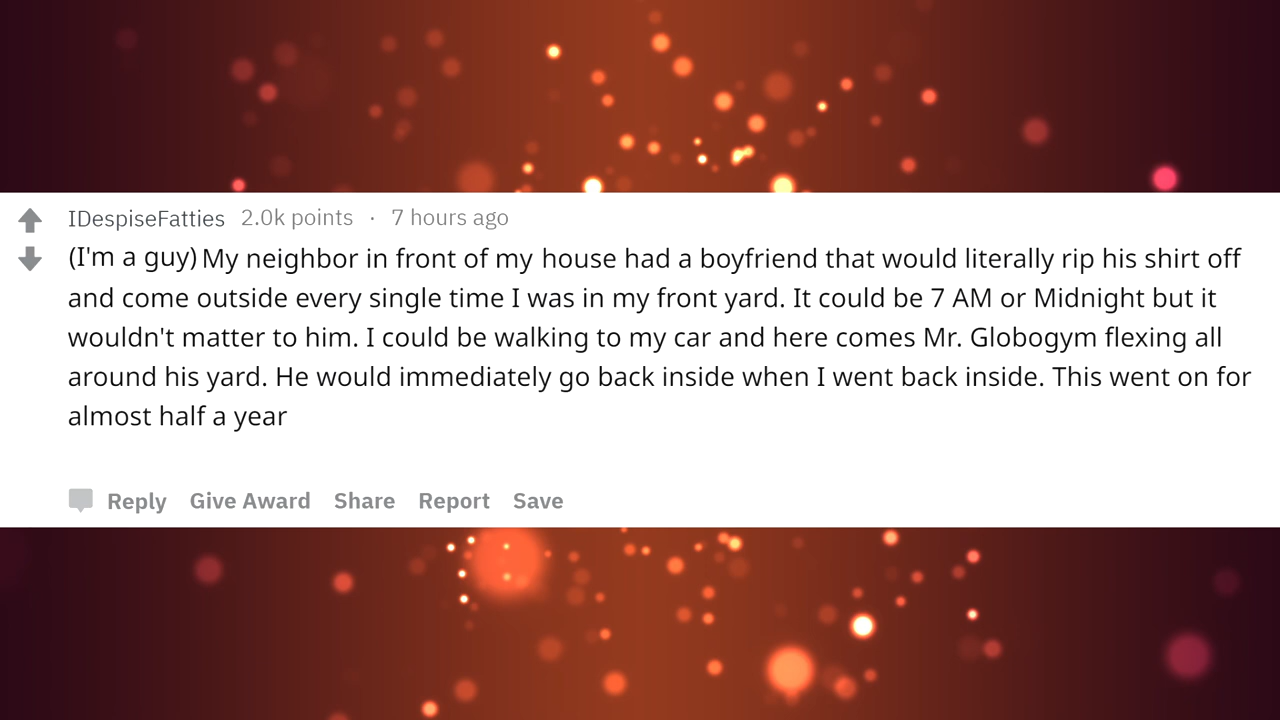 IDespiseFatties 2.0k points · 7 hours ago
(I'm a guy) My neighbor in front of my house had a boyfriend that would literally rip his shirt off
and come outside every single time I was in my front yard. It could be 7 AM or Midnight but it
wouldn't matter to him. I could be walking to my car and here comes Mr. Globogym flexing all
around his yard. He would immediately go back inside when I went back inside. This went on for
almost half a year
Reply Give Award Share Report Save